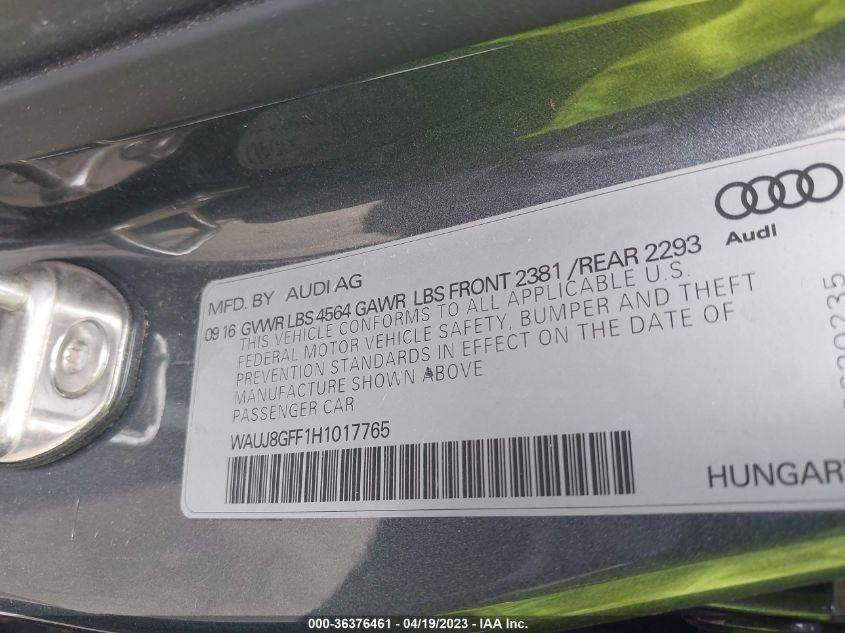 Audi
MFD. BY AUDI AG
09 16 GVWR LBS 4564 GAWR LBS FRONT 2381 /REAR 2293
THIS VEHICLE CONFORMS TO ALL APPLICABLE U.S.
FEDERAL MOTOR VEHICLE SAFETY, BUMPER AND THEFT
PREVENTION STANDARDS IN EFFECT ON THE DATE OF
MANUFACTURE SHOWN ABOVE
PASSENGER CAR
WAUJ8GFF1H1017765
HUNGARY
000-36376461 - 04/19/2023 - IAA Inc.